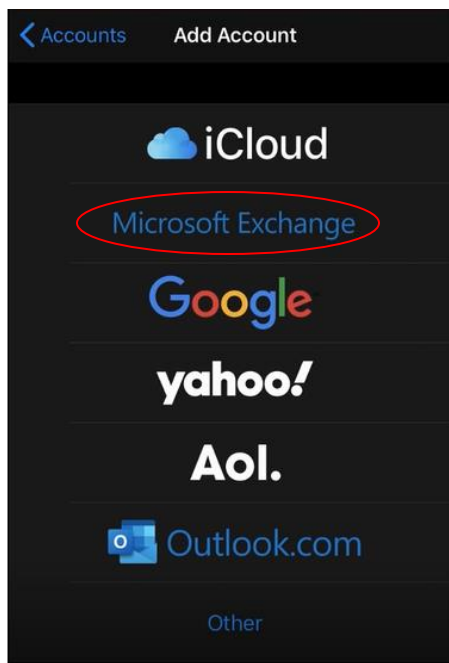 Accounts Add Account
iCloud
Microsoft Exchange
Google
yahoo!
Aol.
Outlook.com
Other